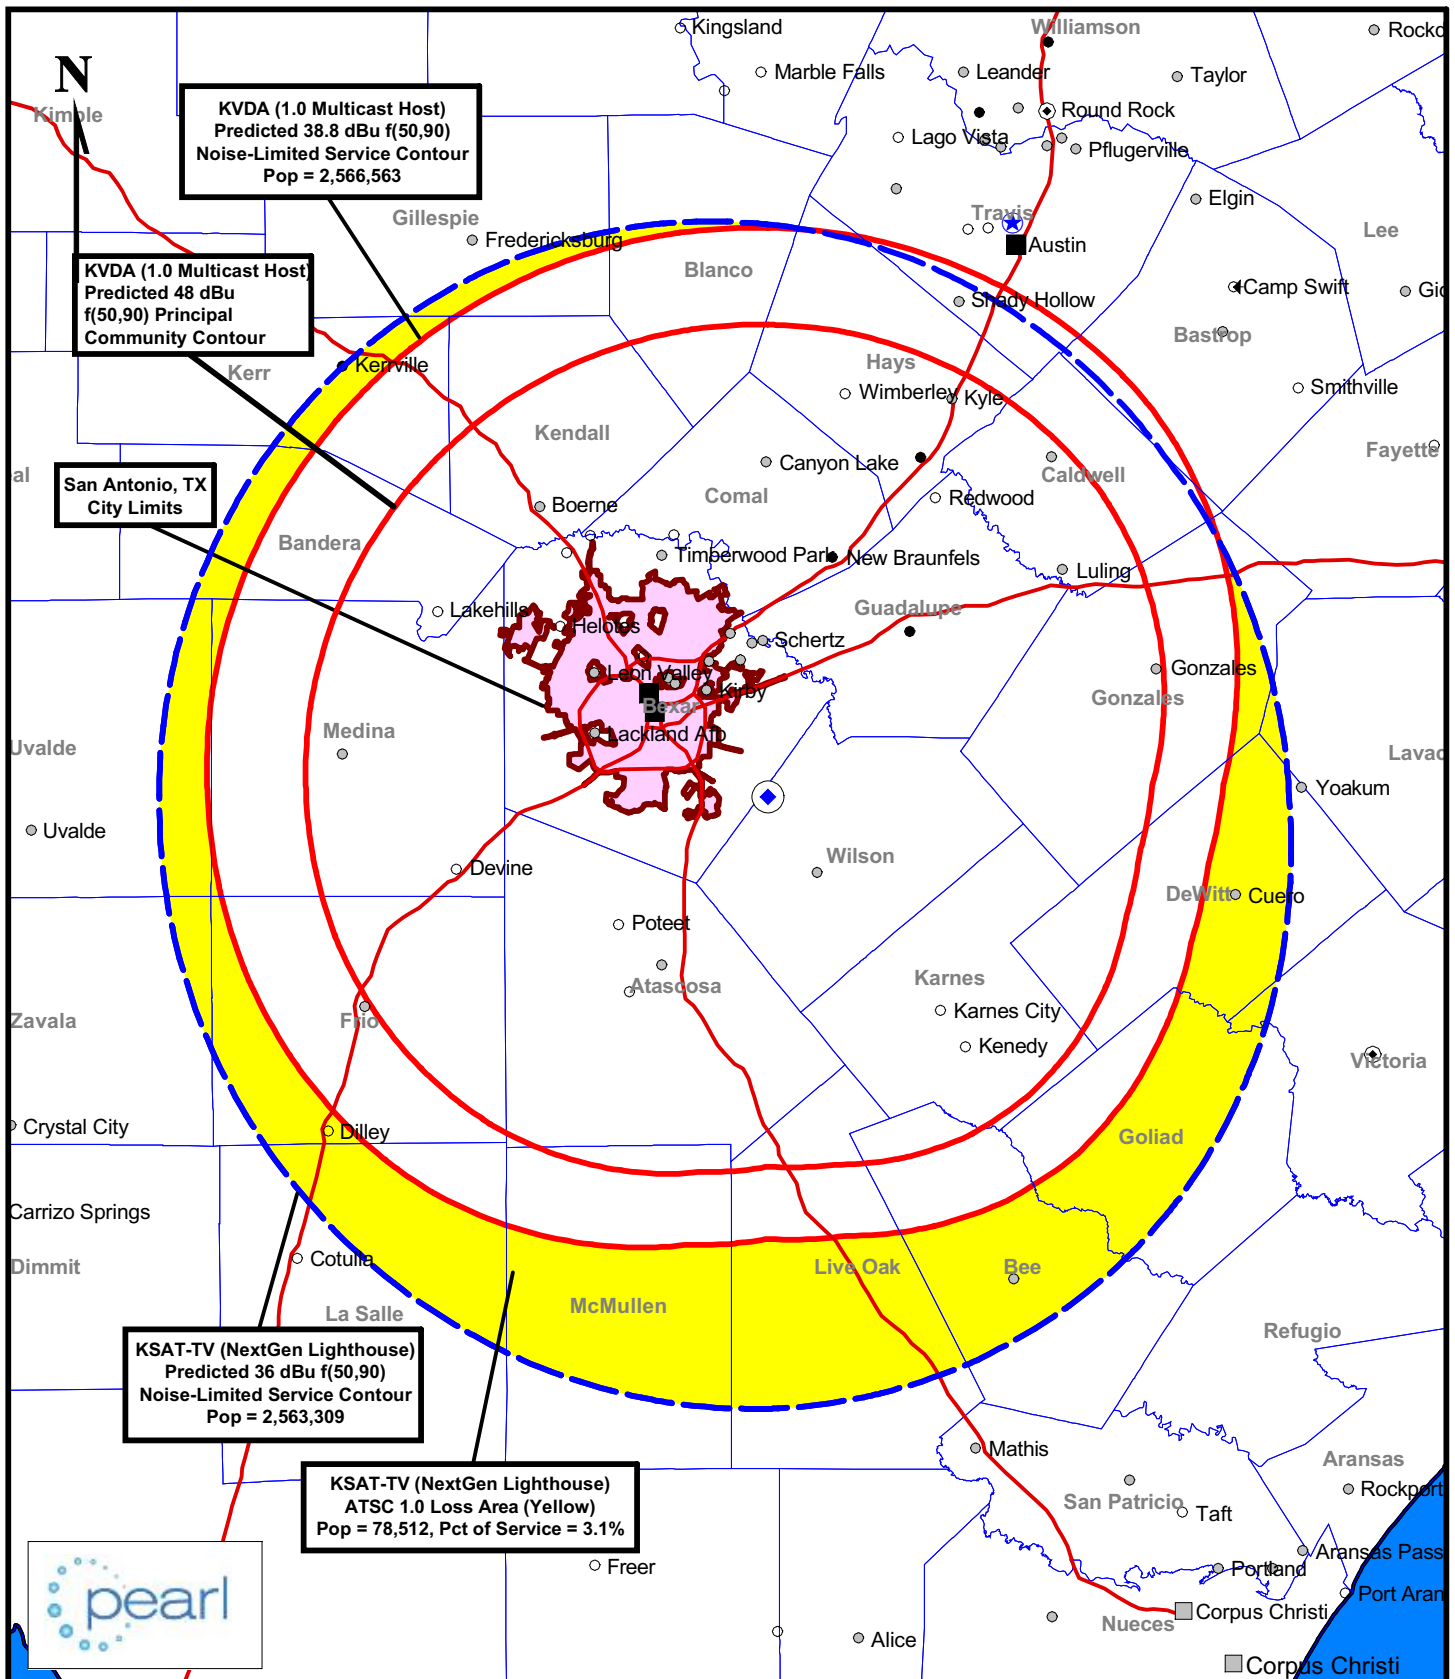 Kingsland
Williamson
Marble Falls
Leander
Taylor
N
Kimble
KVDA (1.0 Multicast Host)
Predicted 38.8 dBu f(50,90)
Noise-Limited Service Contour
Pop = 2,566,563
Round Rock
Lago Vista
Pflugerville
Elgin
Gillespie
Fredericksburg
Travis
Austin
Lee
Blanco
KVDA (1.0 Multicast Host)
Predicted 48 dBu
f(50,90) Principal
Community Contour
Camp Swift
Shady Hollow
Bastrop
Kerrville
Kerr
Hays
Wimberley
Kyle
Smithville
Kendall
Canyon Lake
Caldwell
Fayette
San Antonio, TX
City Limits
Comal
Redwood
Boerne
Bandera
Timberwood Park
New Braunfels
Luling
Lakehills
Helotes
Guadalupe
Schertz
Leon Valley
Kirby
Gonzales
Gonzales
Bexar
Medina
Lackland Afb
Uvalde
Lavac
Yoakum
Uvalde
Wilson
Devine
DeWitt
Cuero
Poteet
Atascosa
Karnes
Karnes City
Zavala
Frio
Kenedy
Victoria
Crystal City
Dilley
Goliad
Carrizo Springs
Dimmit
Cotulla
Live Oak
Bee
La Salle
McMullen
Refugio
KSAT-TV (NextGen Lighthouse)
Predicted 36 dBu f(50,90)
Noise-Limited Service Contour
Pop = 2,563,309
Mathis
Aransas
KSAT-TV (NextGen Lighthouse)
ATSC 1.0 Loss Area (Yellow)
Pop = 78,512, Pct of Service = 3.1%
San Patricio
Rockport
Taft
Freer
Aransas Pass
Portland
pearl
Port Aran
Corpus Christi
Nueces
Alice
Corpus Christi